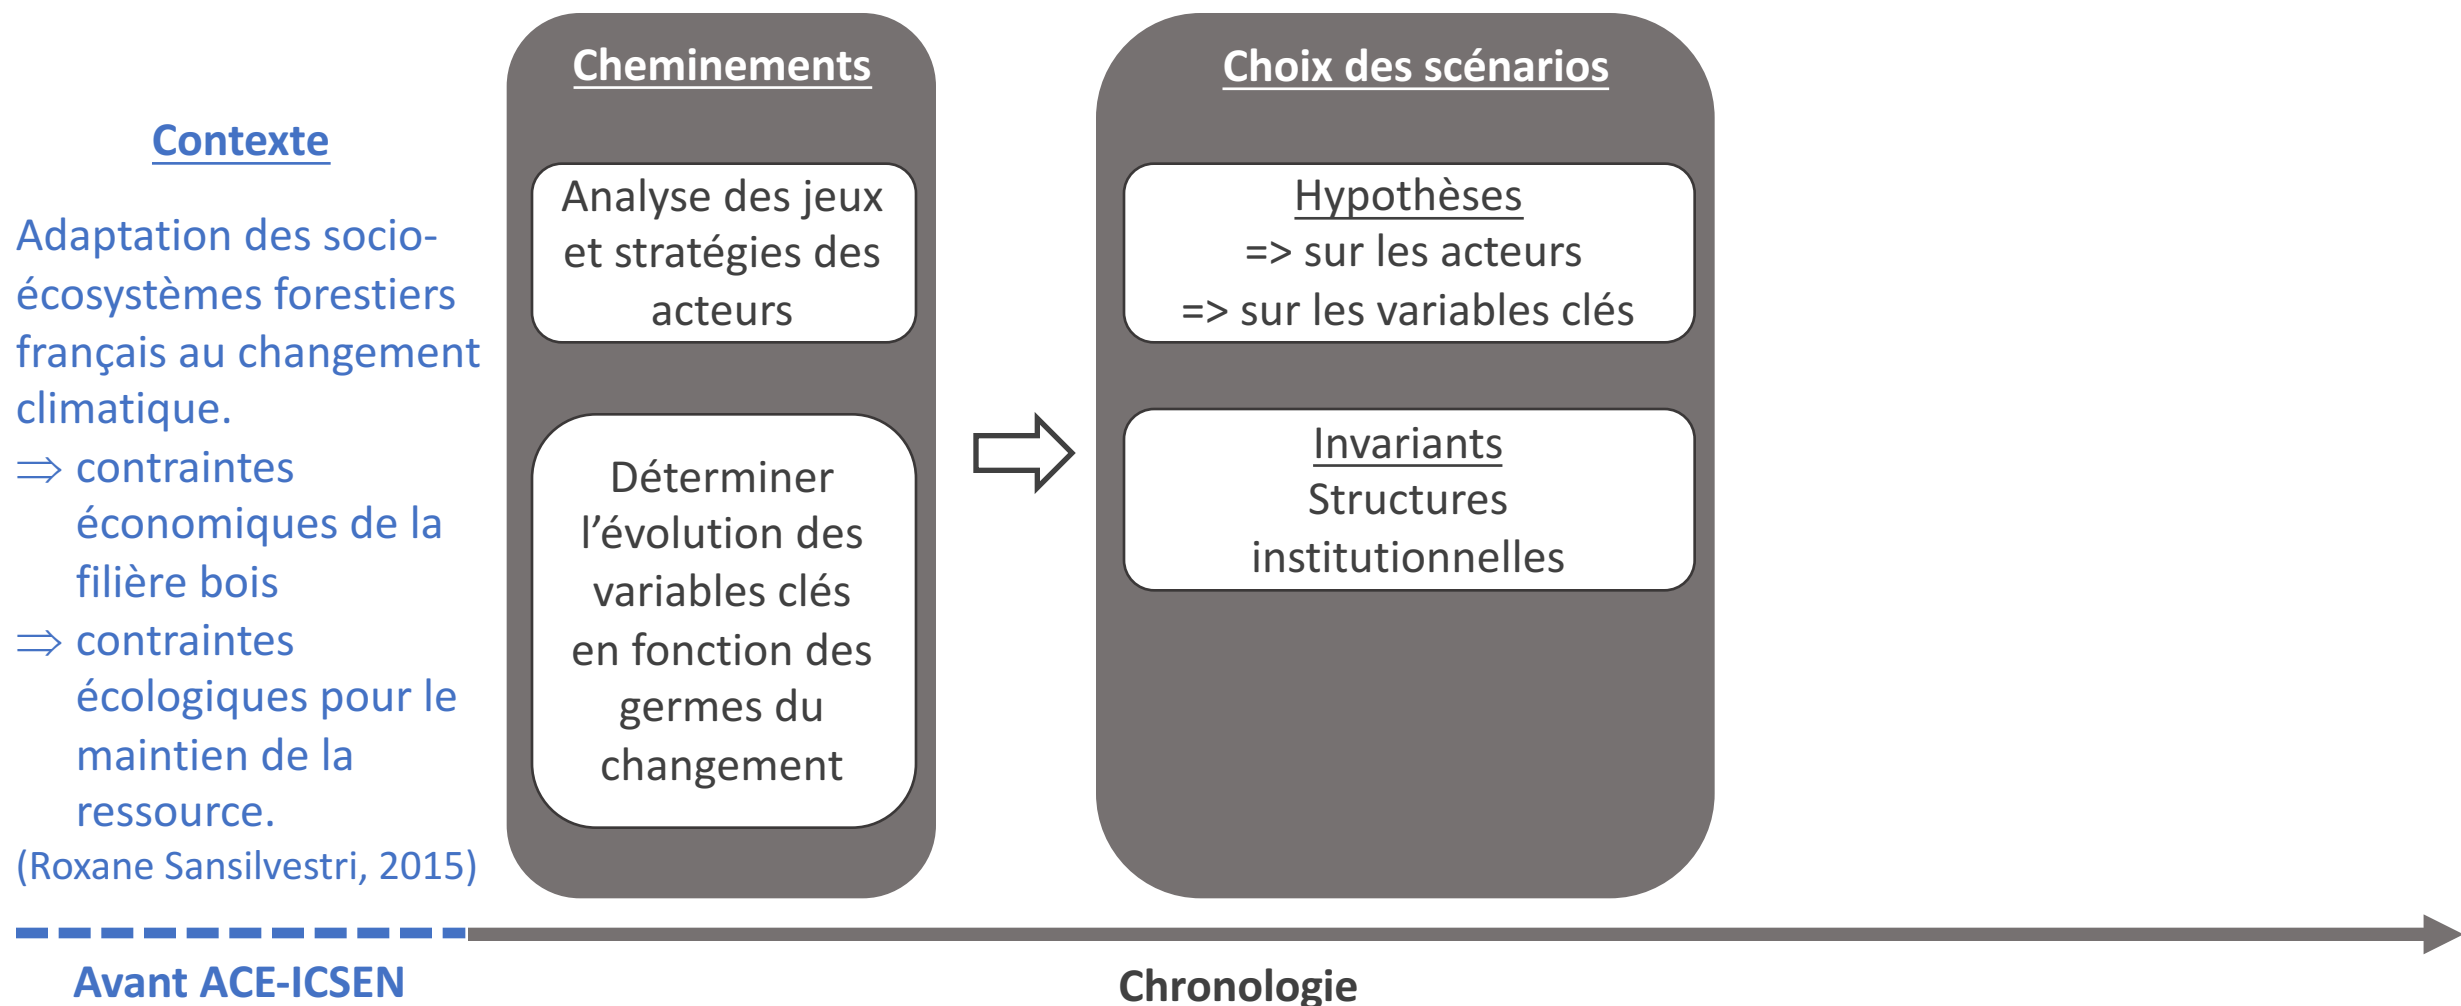 Contexte
Adaptation des socio-
écosystèmes forestiers
français au changement
climatique.
⇒ contraintes
économiques de la
filière bois
⇒ contraintes
écologiques pour le
maintien de la
ressource.
(Roxane Sansilvestri, 2015)
Cheminements
Analyse des jeux
et stratégies des
acteurs
Déterminer
l’évolution des
variables clés
en fonction des
germes du
changement
Choix des scénarios
Hypothèses
=> sur les acteurs
=> sur les variables clés
Invariants
Structures
institutionnelles
Avant ACE-ICSEN
Chronologie